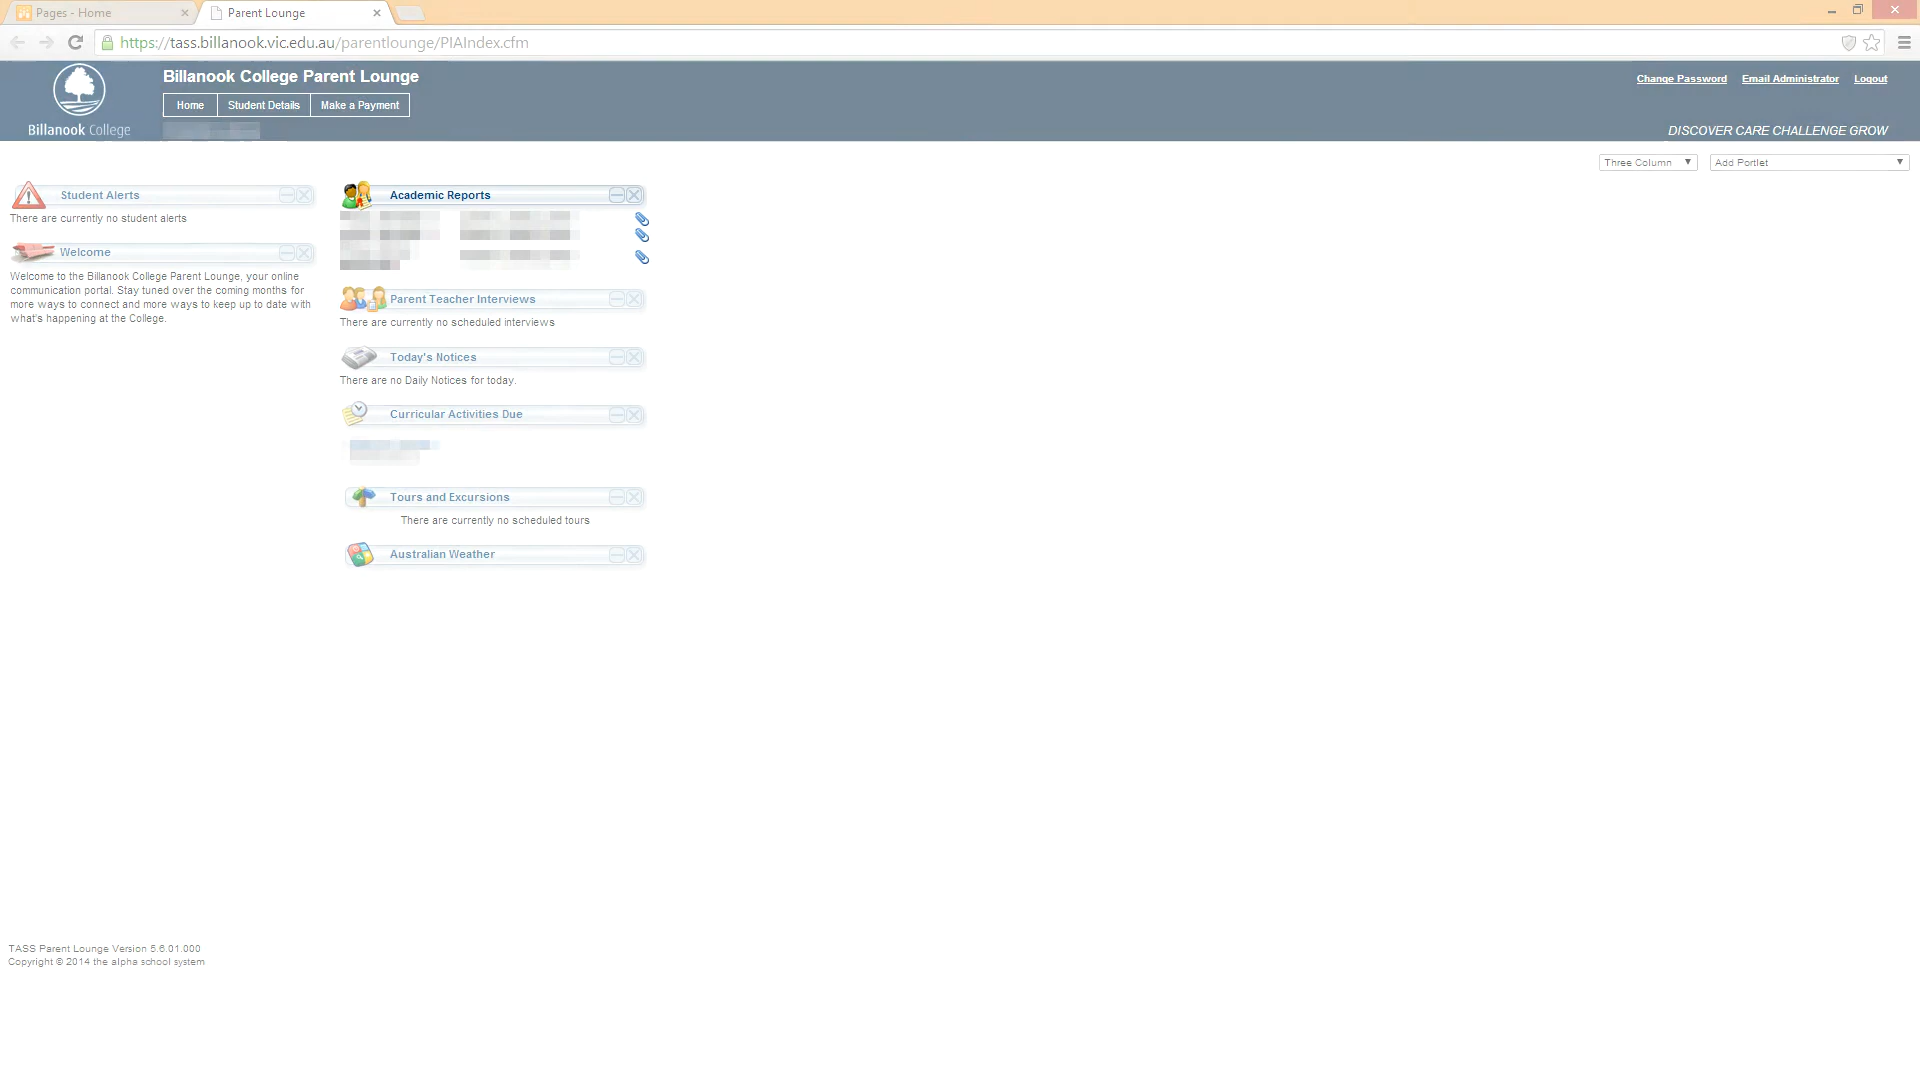 Pages - Home
Parent Lounge
https://tass.billanook.vic.edu.au/parentlounge/PIAIndex.cfm
Billanook College Parent Lounge
Change Password Email Administrator Logout
Home Student Details Make a Payment
Billanook College
DISCOVER CARE CHALLENGE GROW
Three Column
Add Portlet
Student Alerts
There are currently no student alerts
Welcome
Welcome to the Billanook College Parent Lounge, your online
communication portal. Stay tuned over the coming months for
more ways to connect and more ways to keep up to date with
what's happening at the College.
Academic Reports
Parent Teacher Interviews
There are currently no scheduled interviews
Today's Notices
There are no Daily Notices for today.
Curricular Activities Due
Tours and Excursions
There are currently no scheduled tours
Australian Weather
TASS Parent Lounge Version 5.6.01.000
Copyright © 2014 the alpha school system